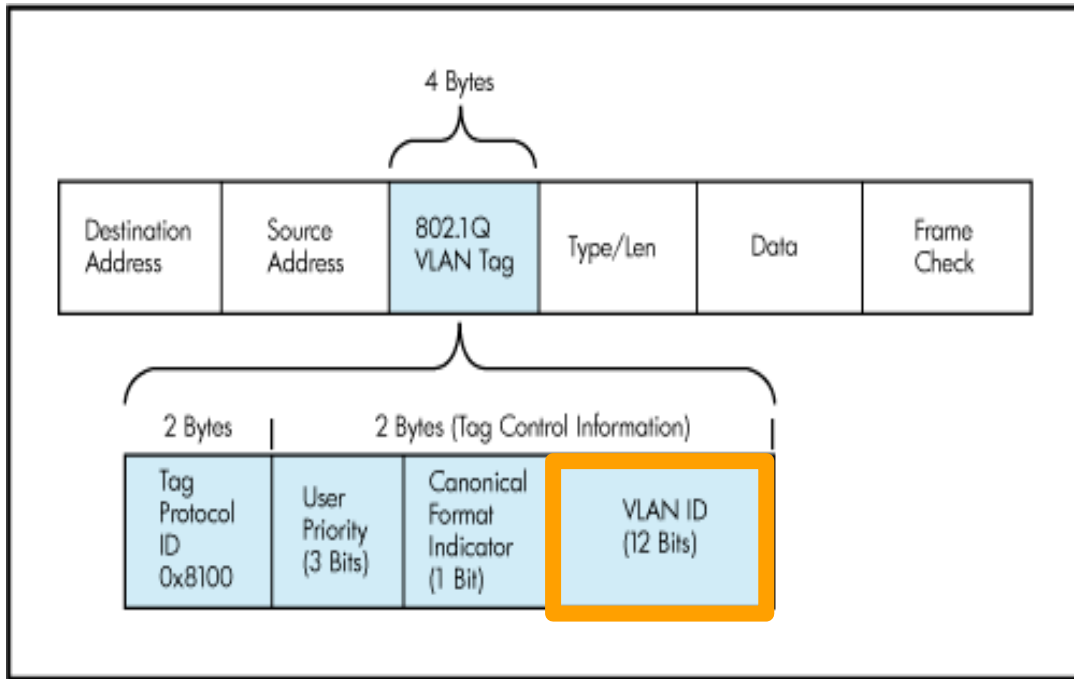 4 Bytes
Destination
Address
Source
Address
802.1Q
VLAN Tag
Type/Len
Data
Frame
Check
2 Bytes
2 Bytes (Tag Control Information)
Tag
Protocol
ID
0x8100
User
Priority
(3 Bits)
Canonical
Format
Indicator
(1 Bit)
VLAN ID
(12 Bits)